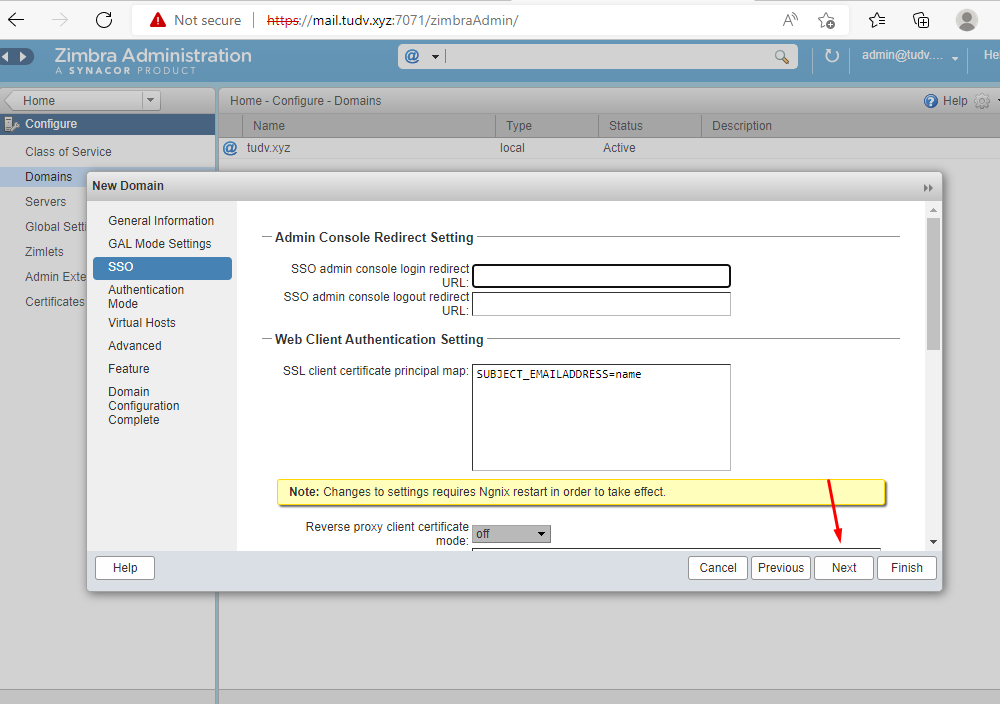 Not secure
https://mail.tudv.xyz:7071/zimbraAdmin/
Zimbra Administration
A SYNACOR PRODUCT
@
admin@tudv....
He
Home
Home - Configure - Domains
Help
Configure
Name
Type
Status
Description
Class of Service
@ tudv.xyz
local
Active
Domains
Servers
Global Setti
Zimlets
Admin Exte
Certificates
New Domain
General Information
GAL Mode Settings
SSO
Authentication
Mode
Virtual Hosts
Advanced
Feature
Domain
Configuration
Complete
Admin Console Redirect Setting
SSO admin console login redirect
URL:
SSO admin console logout redirect
URL:
Web Client Authentication Setting
SSL client certificate principal map:
SUBJECT_EMAILADDRESS=name
Note: Changes to settings requires Ngnix restart in order to take effect.
Reverse proxy client certificate
mode:
off
Help
Cancel
Previous
Next
Finish